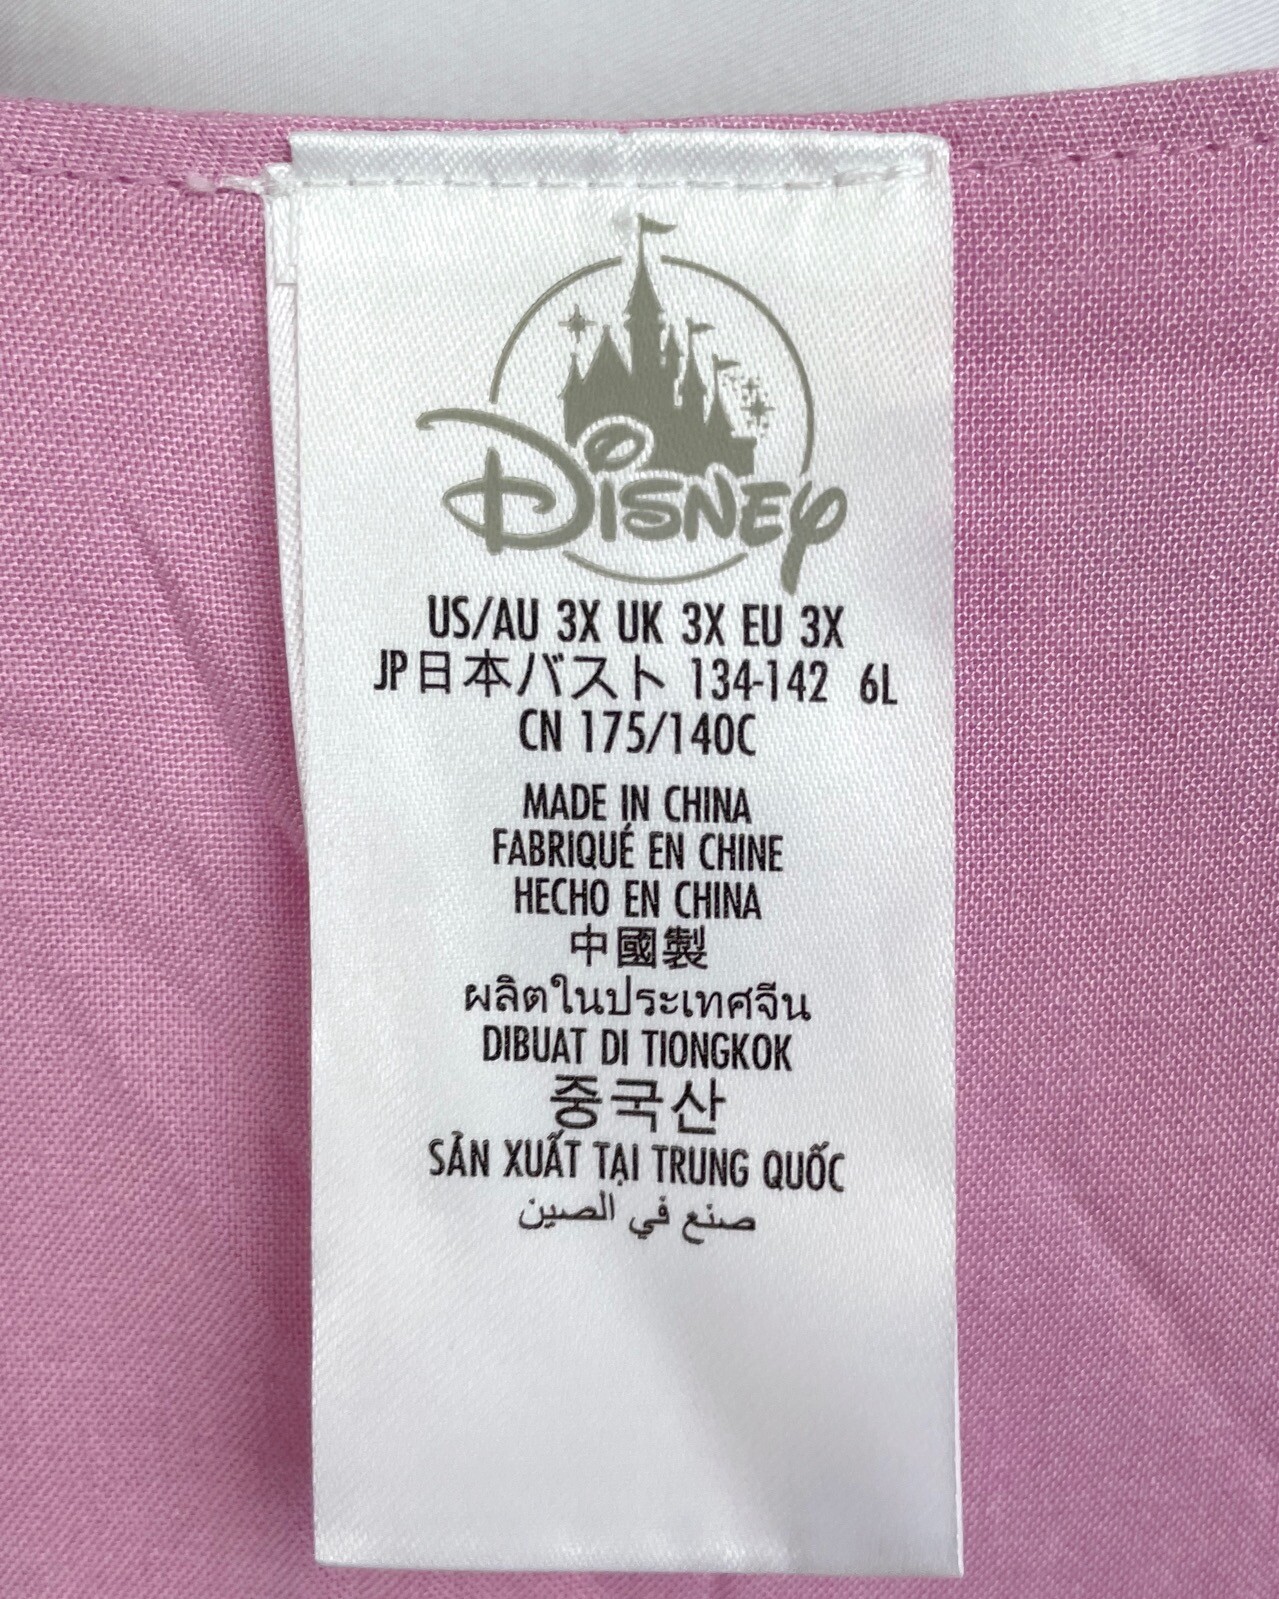 Disney
US/AU 3X UK 3X EU 3X
JP日本バスト 134-142 6L
CN 175/140C
MADE IN CHINA
FABRIQUÉ EN CHINE
HECHO EN CHINA
中國製
ผลิตในประเทศจีน
DIBUAT DI TIONGKOK
중국산
SẢN XUẤT TẠI TRUNG QUỐC
صنع في الصين